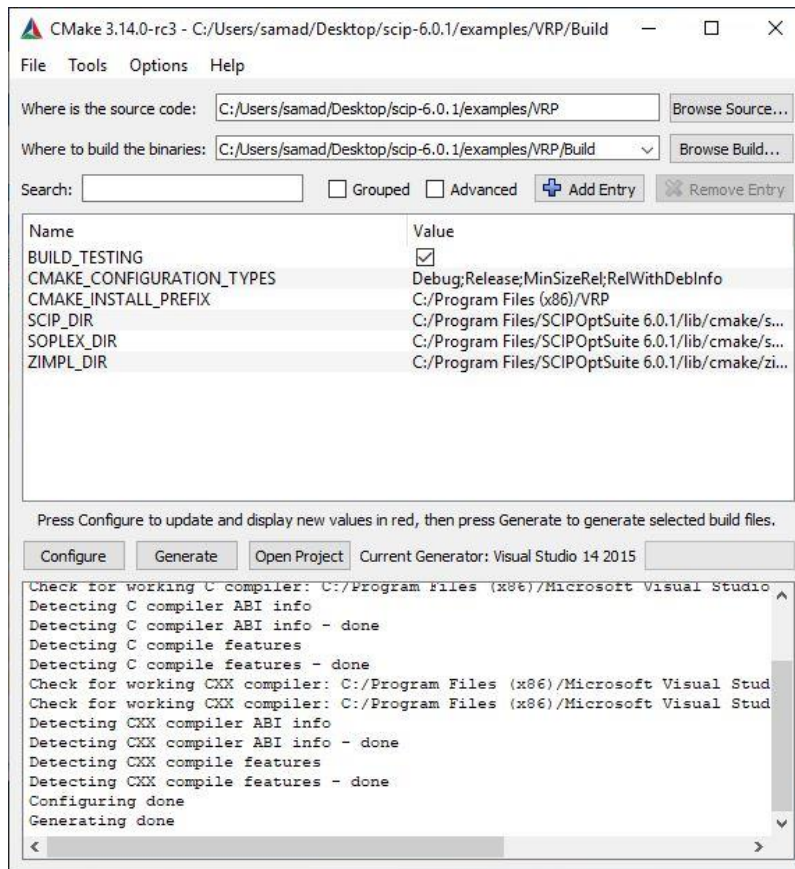 CMake 3.14.0-rc3 - C:/Users/samad/Desktop/scip-6.0.1/examples/VRP/Build
File Tools Options Help
Where is the source code: C:/Users/samad/Desktop/scip-6.0.1/examples/VRP Browse Source...
Where to build the binaries: C:/Users/samad/Desktop/scip-6.0.1/examples/VRP/Build Browse Build...
Search: Grouped Advanced Add Entry Remove Entry
Name Value
BUILD_TESTING
CMAKE_CONFIGURATION_TYPES Debug;Release;MinSizeRel;RelWithDebInfo
CMAKE_INSTALL_PREFIX C:/Program Files (x86)/VRP
SCIP_DIR C:/Program Files/SCIPOptSuite 6.0.1/lib/cmake/s...
SOPLEX_DIR C:/Program Files/SCIPOptSuite 6.0.1/lib/cmake/s...
ZIMPL_DIR C:/Program Files/SCIPOptSuite 6.0.1/lib/cmake/zi...
Press Configure to update and display new values in red, then press Generate to generate selected build files.
Configure Generate Open Project Current Generator: Visual Studio 14 2015
Check for working C compiler: C:/Program Files (x86)/Microsoft Visual Studio
Detecting C compiler ABI info
Detecting C compiler ABI info - done
Detecting C compile features
Detecting C compile features - done
Check for working CXX compiler: C:/Program Files (x86)/Microsoft Visual Stud
Check for working CXX compiler: C:/Program Files (x86)/Microsoft Visual Stud
Detecting CXX compiler ABI info
Detecting CXX compiler ABI info - done
Detecting CXX compile features
Detecting CXX compile features - done
Configuring done
Generating done